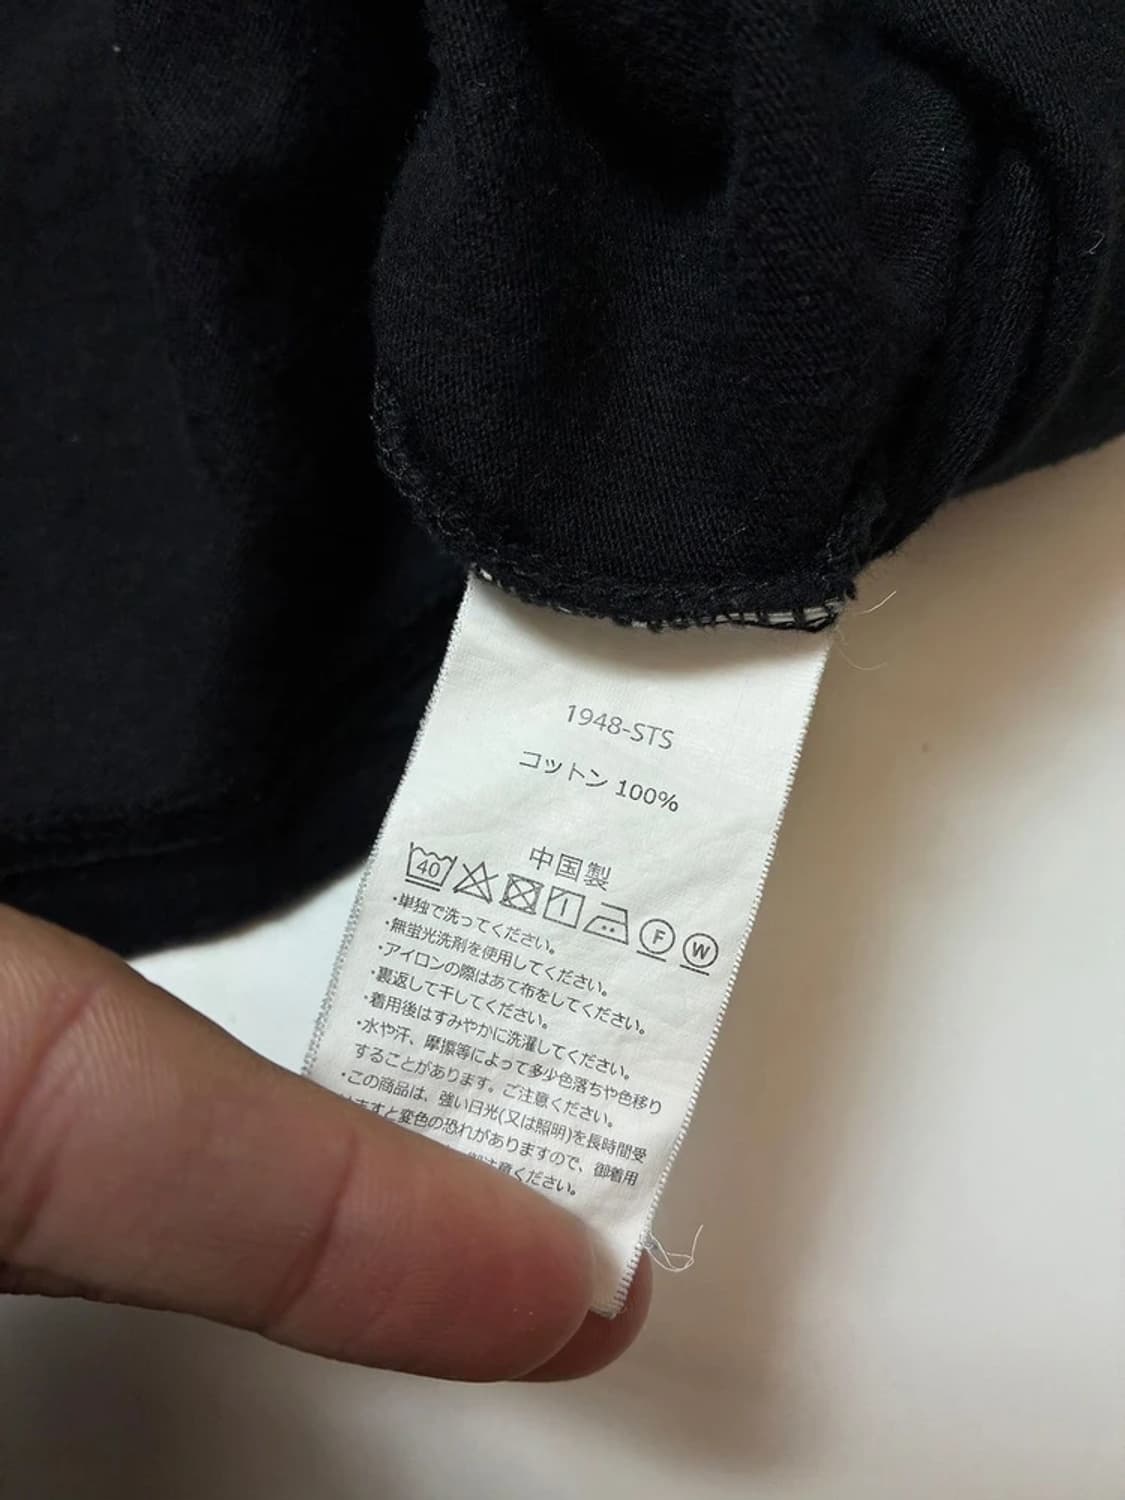 1948-STS
コットン 100%
中国製
40 F W
・単独で洗ってください。
・無蛍光洗剤を使用してください。
・アイロンの際はあて布をしてください。
・裏返して干してください。
・着用後はすみやかに洗濯してください。
・水や汗、摩擦等によって多少色落ちや色移り
することがあります。ご注意ください。
・この商品は、強い日光(又は照明)を長時間受
ますと変色の恐れがありますので、御着用
御注意ください。